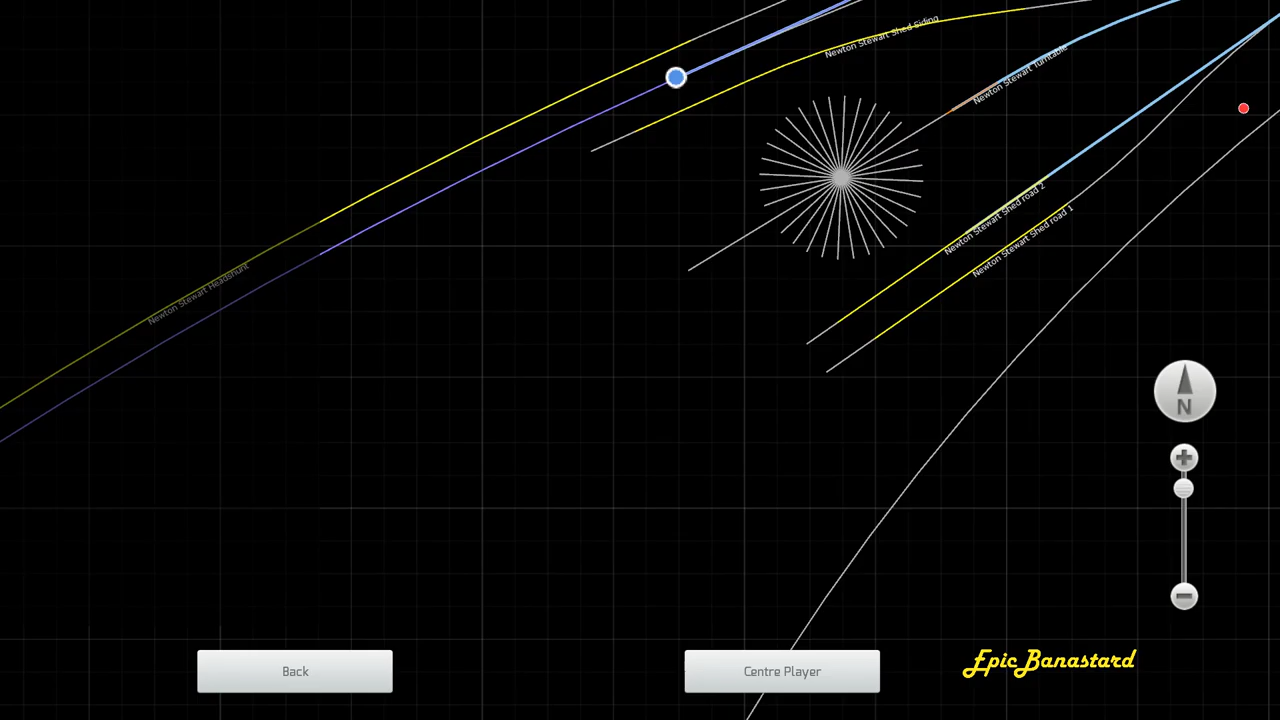 Newton Stewart Shed Siding
Newton Stewart Turntable
Newton Stewart Shed road 2
Newton Stewart Shed road 1
Newton Stewart Headshunt
N
Back
Centre Player
Epic Banastard